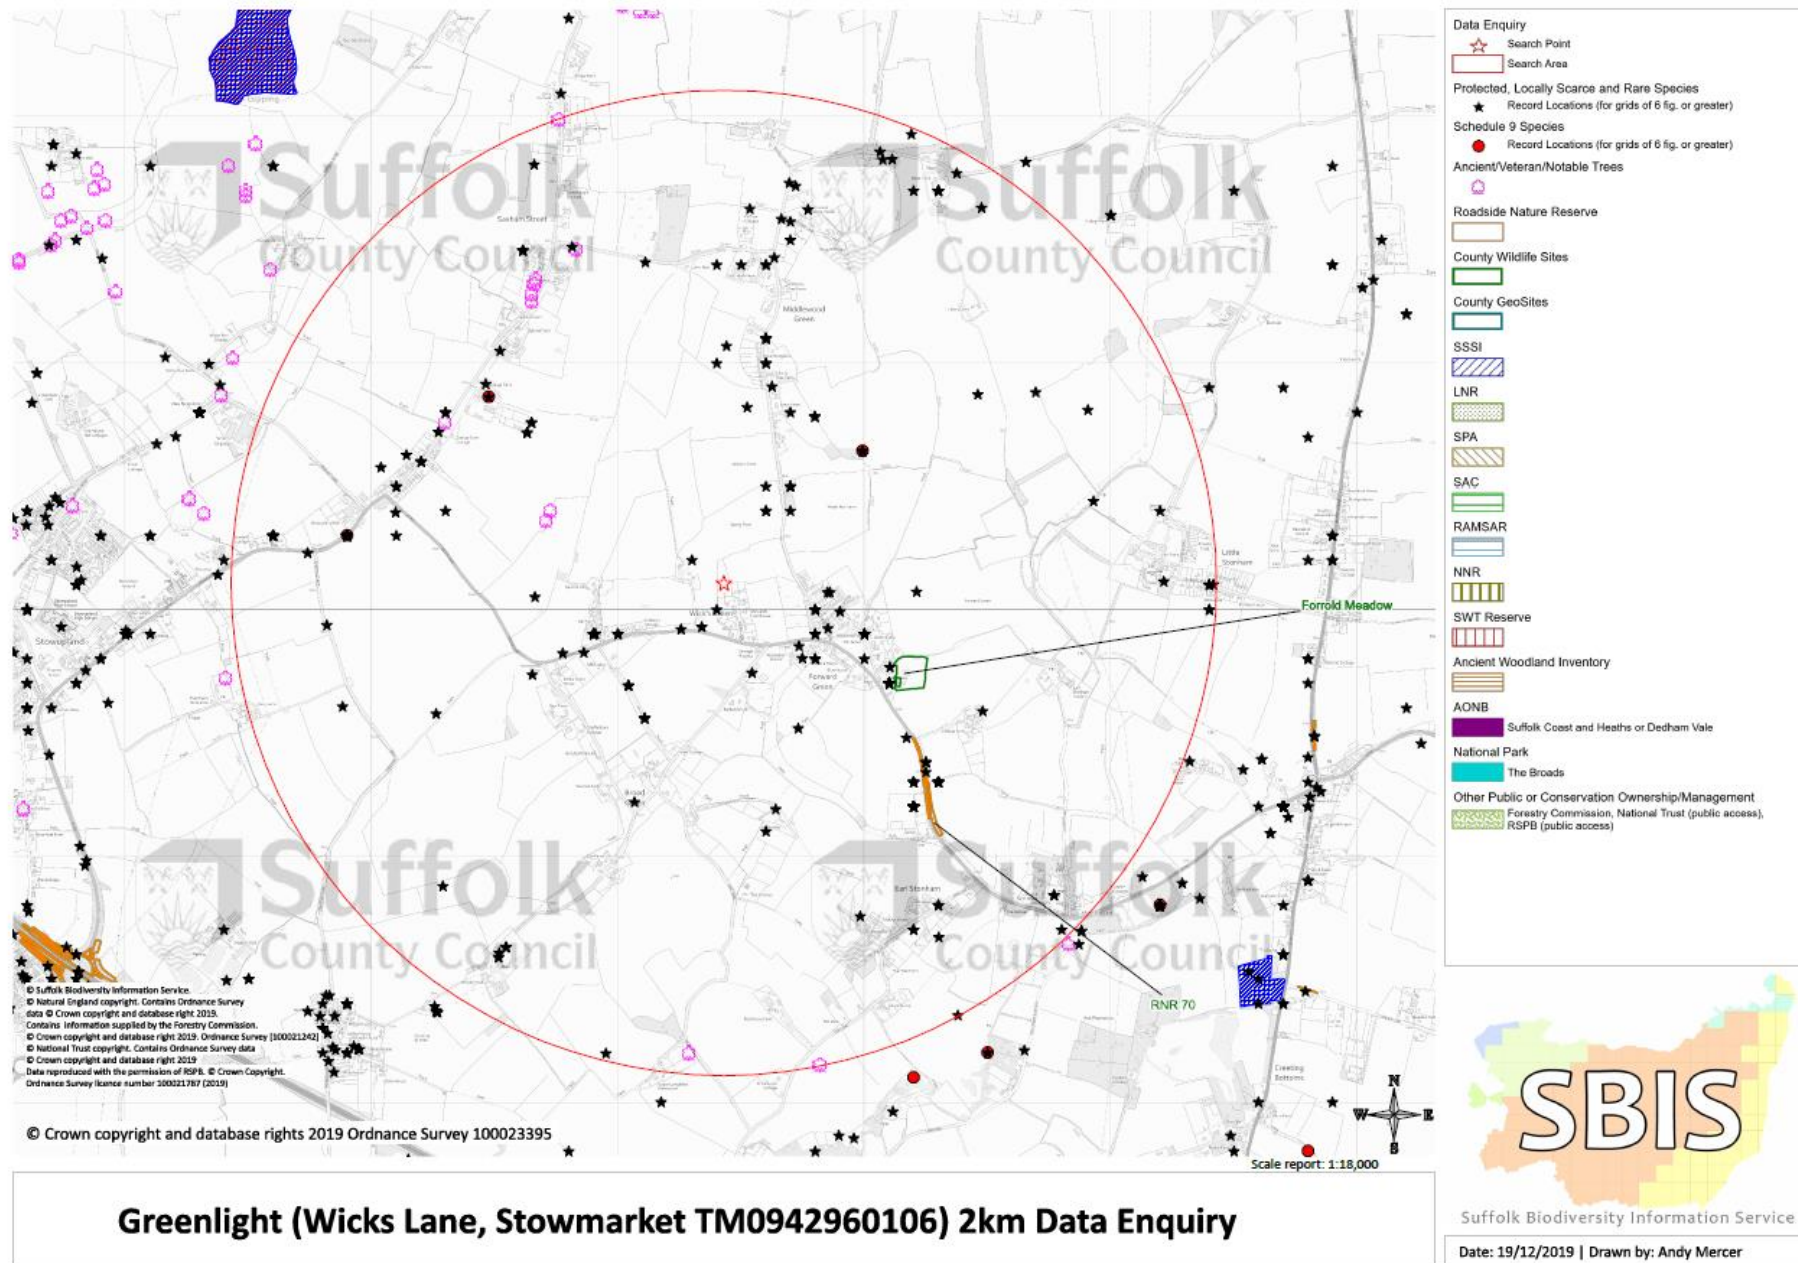 Suffolk
County Council
Suffolk
County Council
Saxham Street
Middlewood
Green
Little
Stonham
Forrold Meadow
Stowupland
Forward
Green
Broad
Suffolk
County Council
Earl Stonham
Suffolk
County Council
RNR 70
Creeting
Bottoms
© Suffolk Biodiversity Information Service.
© Natural England copyright. Contains Ordnance Survey
data © Crown copyright and database right 2019.
Contains information supplied by the Forestry Commission.
© Crown copyright and database right 2019. Ordnance Survey [100021242]
© National Trust copyright. Contains Ordnance Survey data
© Crown copyright and database right 2019
Data reproduced with the permission of RSPB. © Crown Copyright.
Ordnance Survey licence number 100021787 (2019)
© Crown copyright and database rights 2019 Ordnance Survey 100023395
N
W E
S
Scale report: 1:18,000
Greenlight (Wicks Lane, Stowmarket TM0942960106) 2km Data Enquiry
Data Enquiry
Search Point
Search Area
Protected, Locally Scarce and Rare Species
Record Locations (for grids of 6 fig. or greater)
Schedule 9 Species
Record Locations (for grids of 6 fig. or greater)
Ancient/Veteran/Notable Trees
Roadside Nature Reserve
County Wildlife Sites
County GeoSites
SSSI
LNR
SPA
SAC
RAMSAR
NNR
SWT Reserve
Ancient Woodland Inventory
AONB
Suffolk Coast and Heaths or Dedham Vale
National Park
The Broads
Other Public or Conservation Ownership/Management
Forestry Commission, National Trust (public access),
RSPB (public access)
SBIS
Suffolk Biodiversity Information Service
Date: 19/12/2019 | Drawn by: Andy Mercer